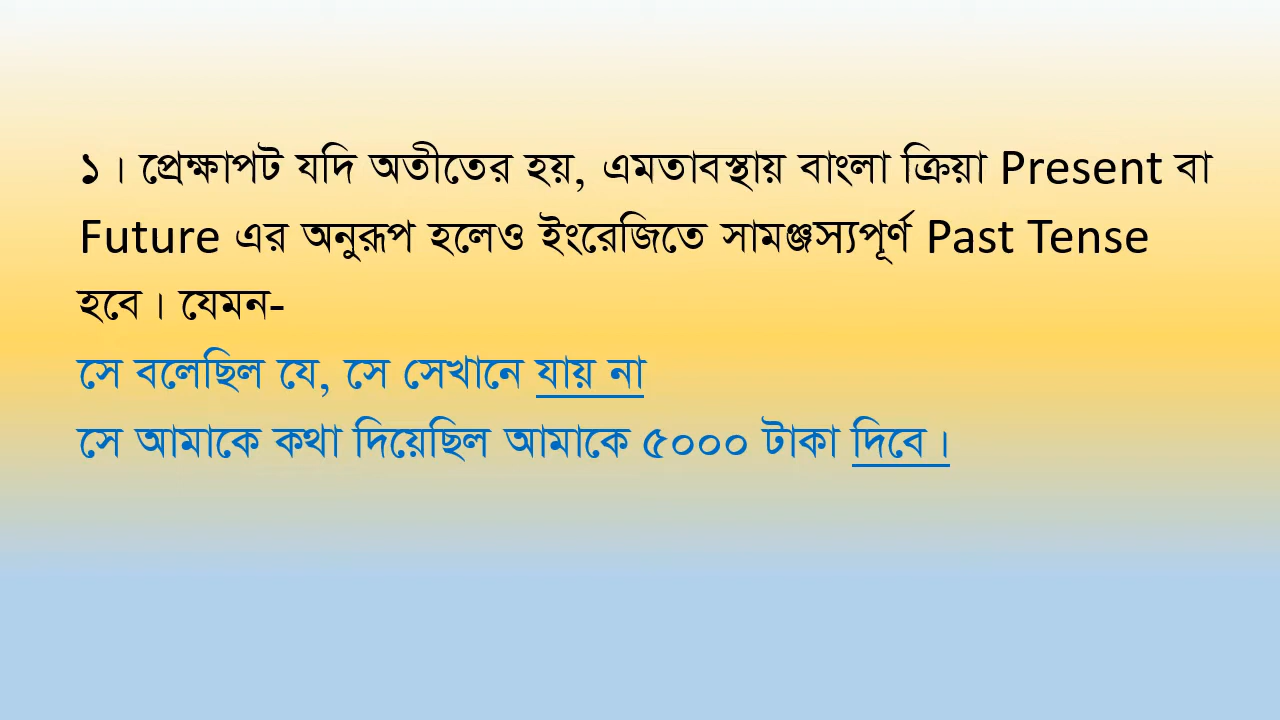 ১। প্রেক্ষাপট যদি অতীতের হয়, এমতাবস্থায় বাংলা ক্রিয়া Present বা
Future এর অনুরূপ হলেও ইংরেজিতে সামঞ্জস্যপূর্ণ Past Tense
হবে। যেমন-
সে বলেছিল যে, সে সেখানে যায় না
সে আমাকে কথা দিয়েছিল আমাকে ৫০০০ টাকা দিবে।